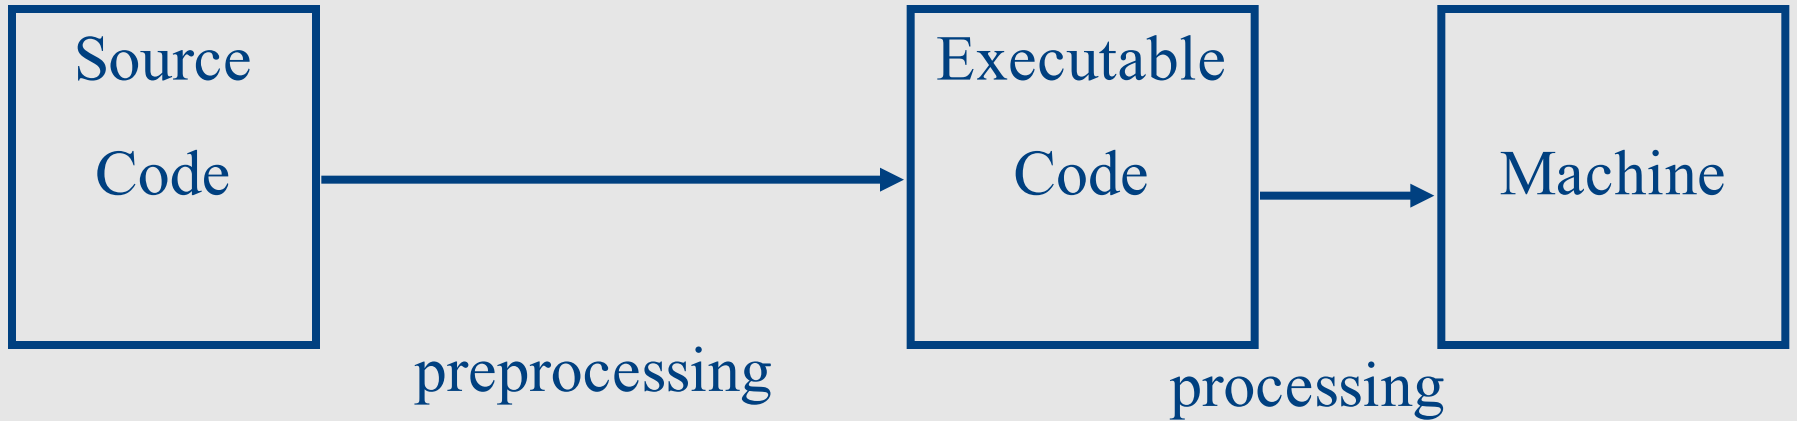 Source
Code
Executable
Code
Machine
preprocessing
processing